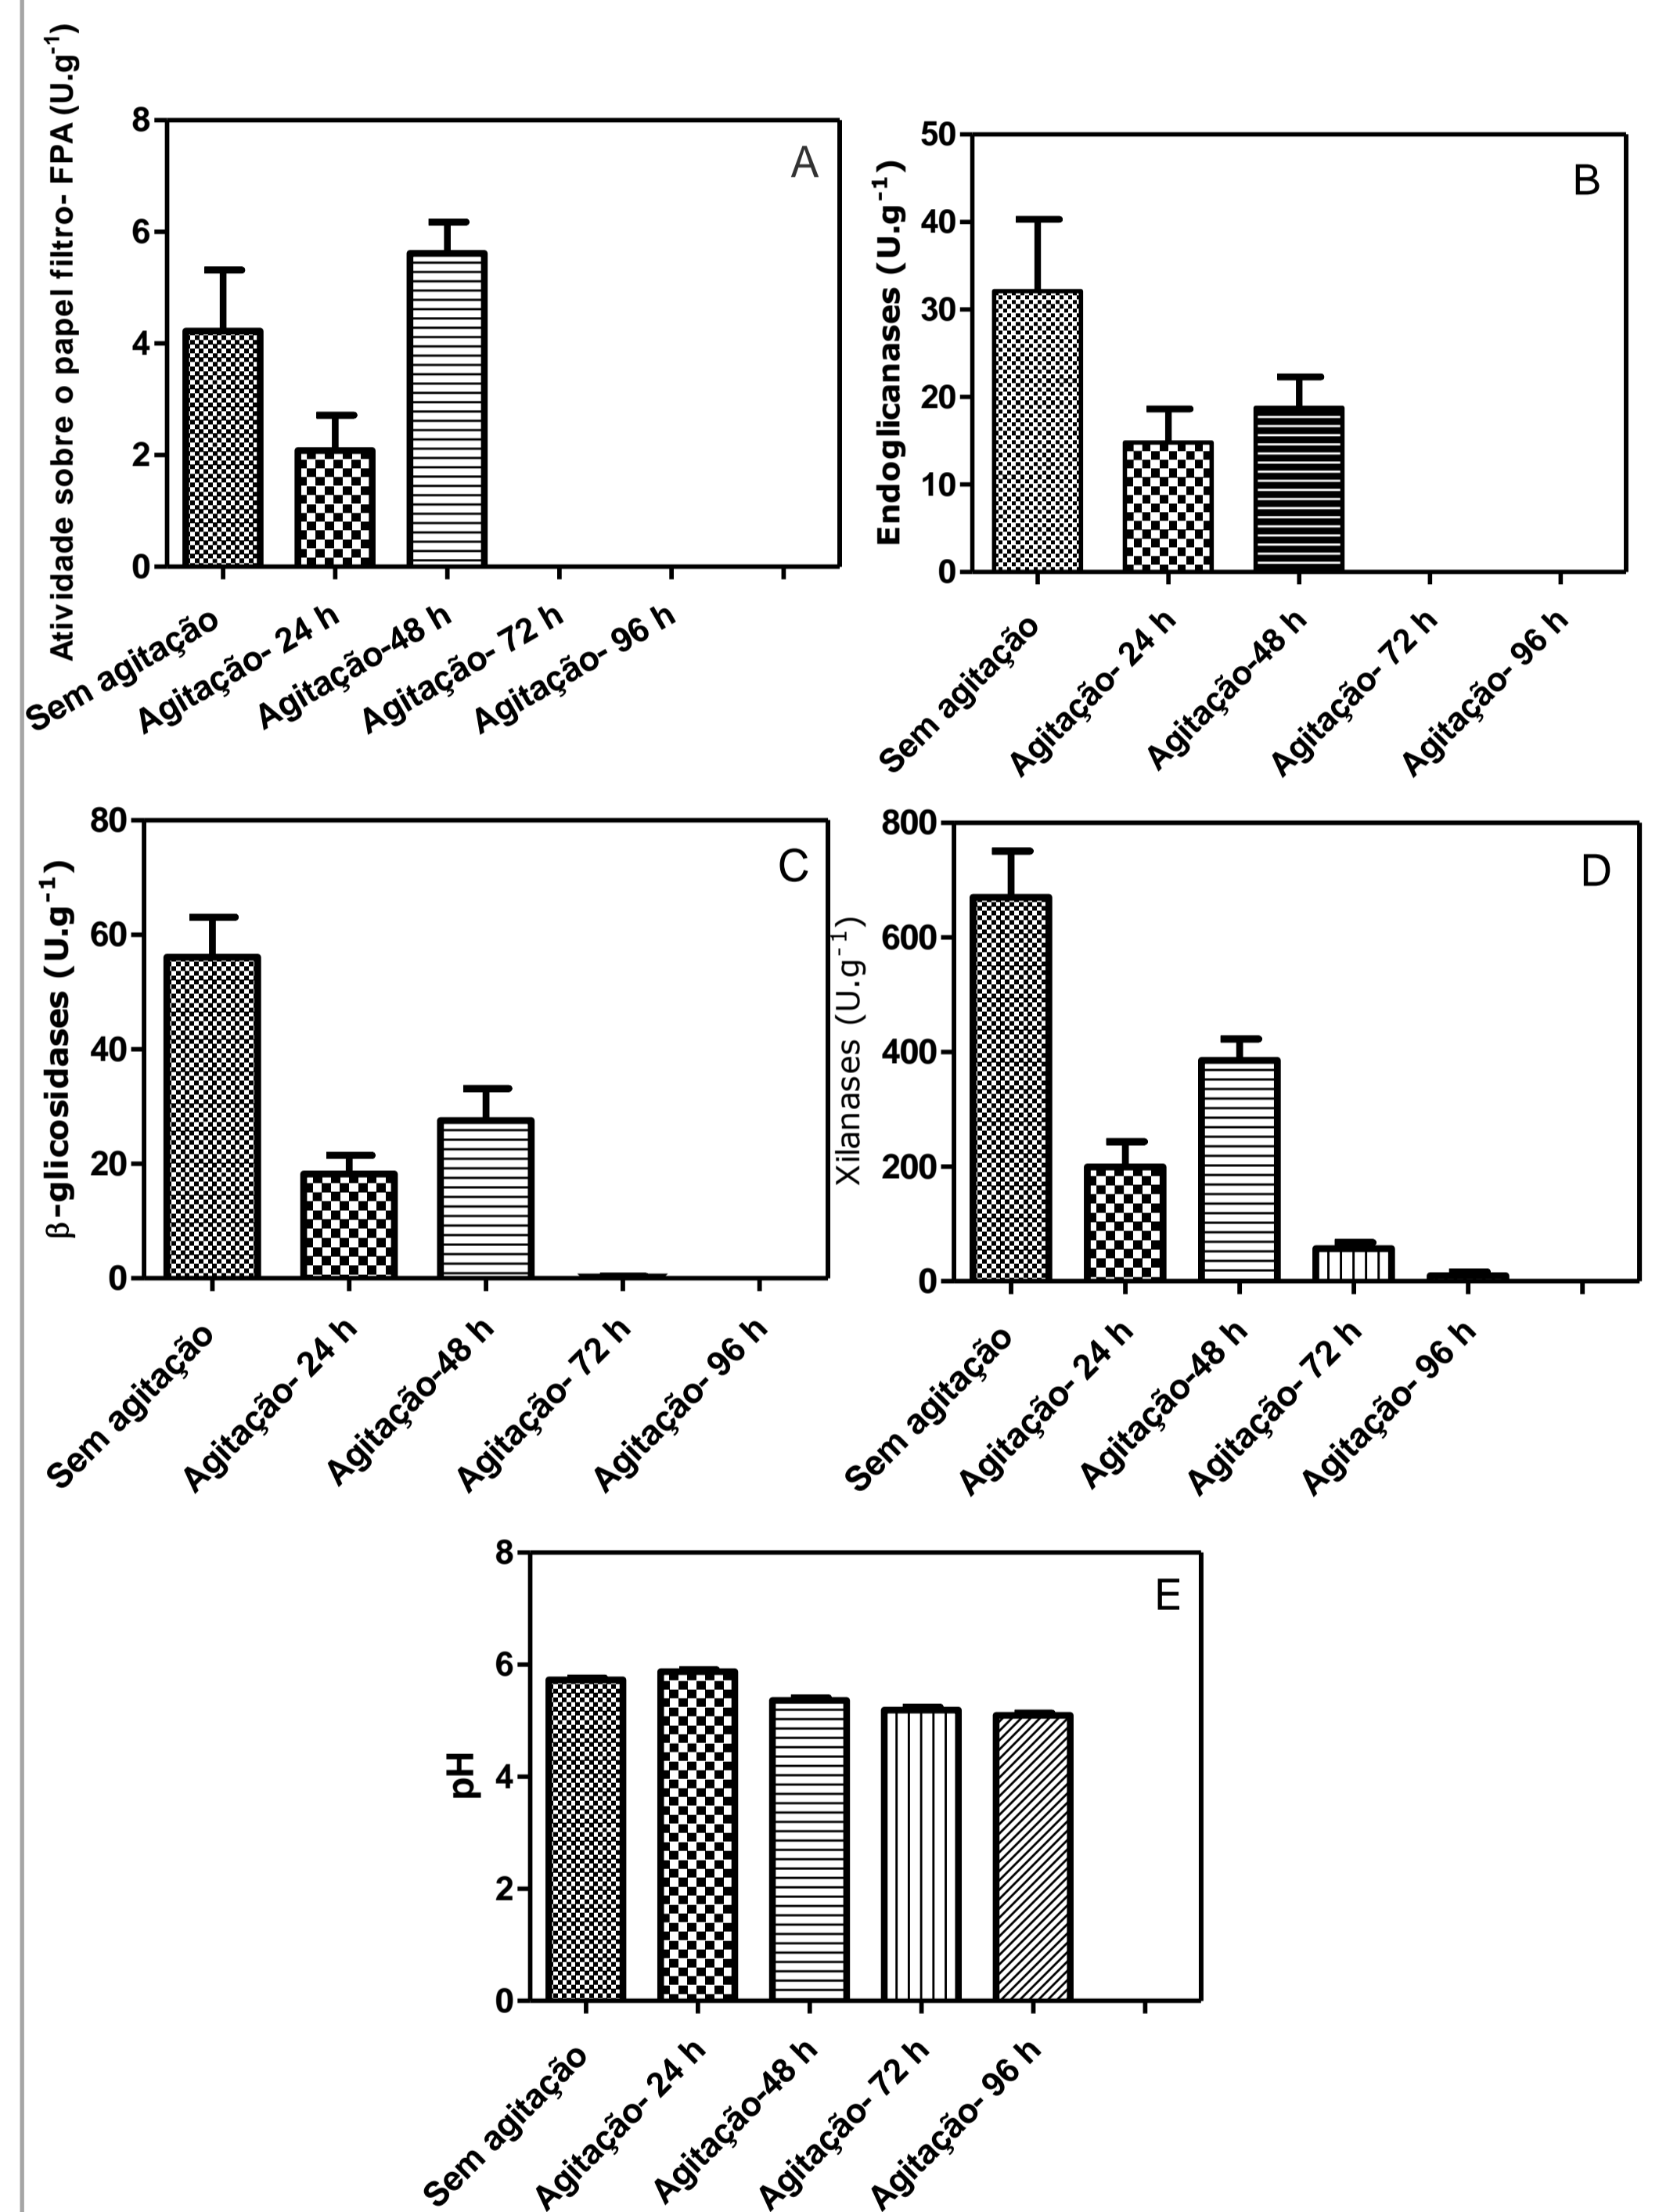 Atividade sobre o papel filtro- FPA (U.g-1)
8
6
4
2
0
A
Sem agitação
Agitação- 24 h
Agitação-48 h
Agitação- 72 h
Agitação- 96 h
Endoglicanases (U.g-1)
50
40
30
20
10
0
B
Sem agitação
Agitação- 24 h
Agitação-48 h
Agitação- 72 h
Agitação- 96 h
β-glicosidases (U.g-1)
80
60
40
20
0
C
Sem agitação
Agitação- 24 h
Agitação-48 h
Agitação- 72 h
Agitação- 96 h
Xilanases (U.g-1)
800
600
400
200
0
D
Sem agitação
Agitação- 24 h
Agitação-48 h
Agitação- 72 h
Agitação- 96 h
pH
8
6
4
2
0
E
Sem agitação
Agitação- 24 h
Agitação-48 h
Agitação- 72 h
Agitação- 96 h